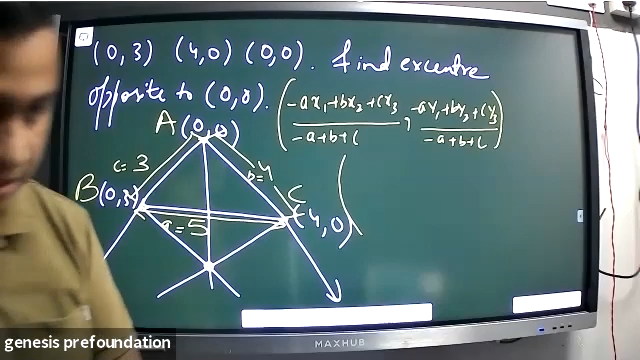 (0,3) (4,0) (0,0). find excentre
opposite to (0,0). (-ax₁+bx₂+cx₃ / -a+b+c , -ay₁+by₂+cy₃ / -a+b+c)
A(0,0)
c=3
b=4
B(0,3)
C
a=5
(4,0)
(
genesis prefoundation
MAXHUB